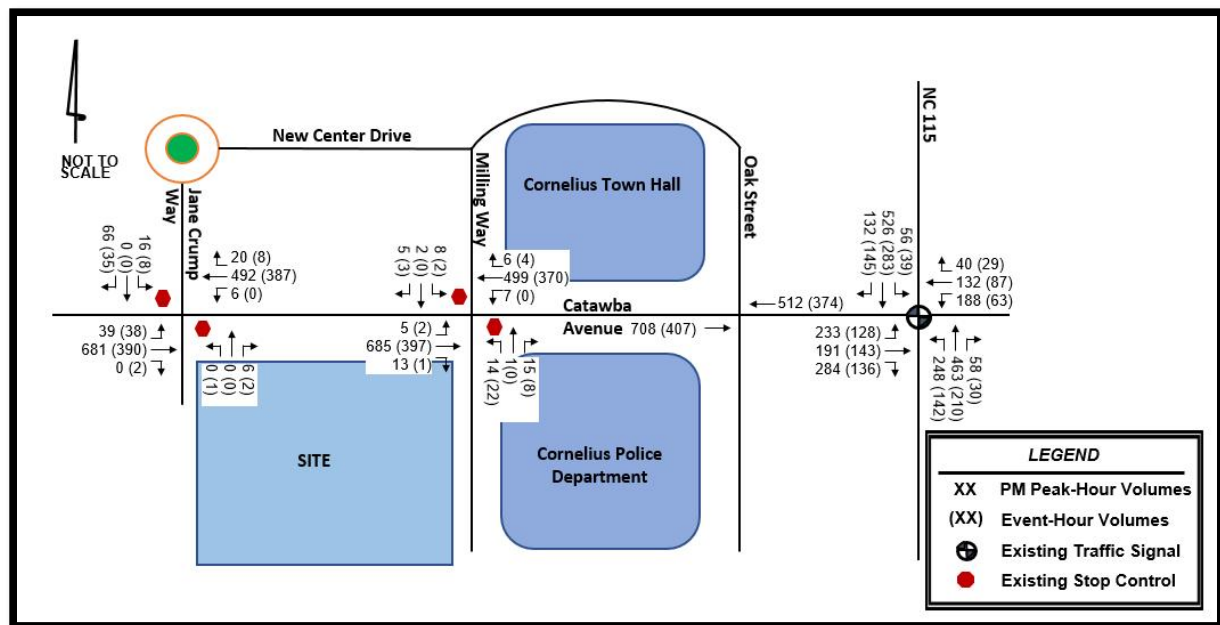 NC 115
New Center Drive
NOT TO
SCALE
Jane Crump
Way
Milling Way
Cornelius Town Hall
Oak Street
16 (8)
0 (0)
66 (35)
20 (8)
492 (387)
6 (0)
8 (2)
2 (0)
5 (3)
6 (4)
499 (370)
7 (0)
56 (39)
526 (283)
132 (145)
40 (29)
132 (87)
188 (63)
Catawba
Avenue
512 (374)
708 (407)
39 (38)
681 (390)
0 (2)
6 (2)
0 (0)
0 (1)
5 (2)
685 (397)
13 (1)
15 (8)
1(0)
14 (22)
233 (128)
191 (143)
284 (136)
58 (30)
463 (210)
248 (142)
SITE
Cornelius Police
Department
LEGEND
XX PM Peak-Hour Volumes
(XX) Event-Hour Volumes
Existing Traffic Signal
Existing Stop Control